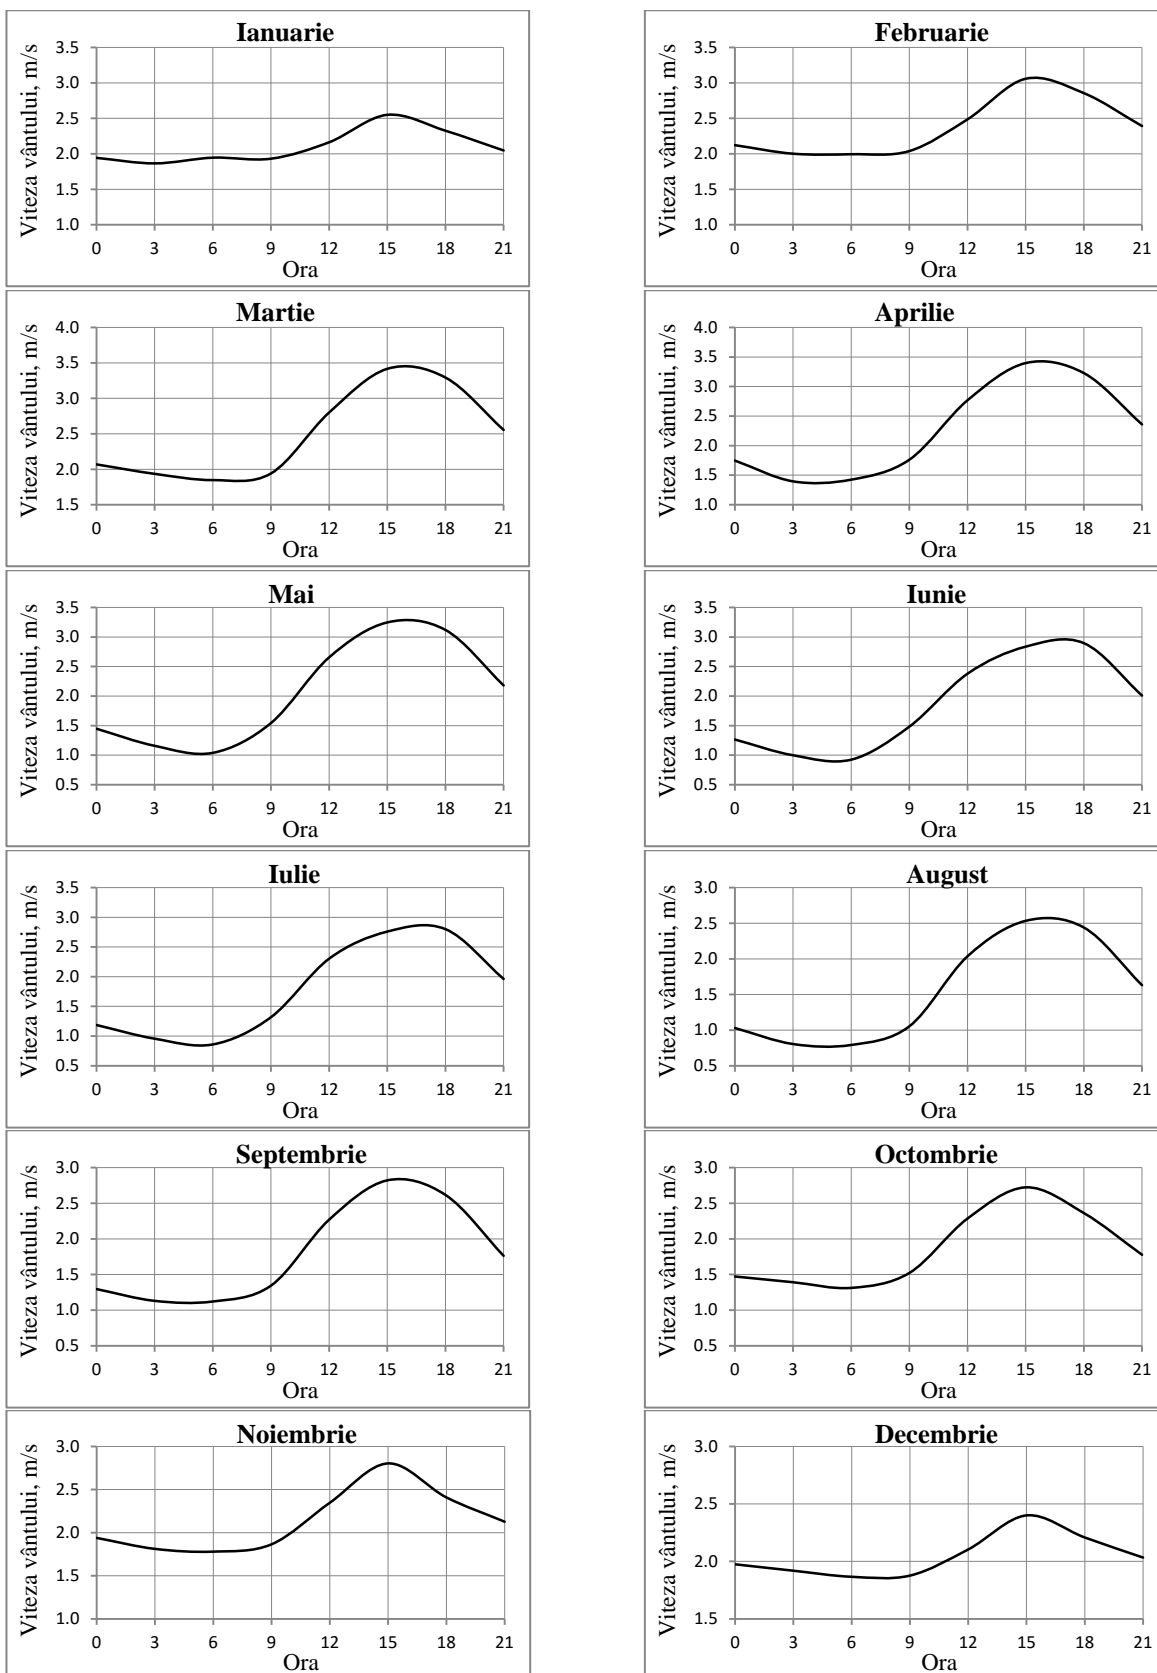 Ianuarie
Viteza vântului, m/s
3.5
3.0
2.5
2.0
1.5
1.0
0 3 6 9 12 15 18 21
Ora
Februarie
Viteza vântului, m/s
3.5
3.0
2.5
2.0
1.5
1.0
0 3 6 9 12 15 18 21
Ora
Martie
Viteza vântului, m/s
4.0
3.5
3.0
2.5
2.0
1.5
0 3 6 9 12 15 18 21
Ora
Aprilie
Viteza vântului, m/s
4.0
3.5
3.0
2.5
2.0
1.5
1.0
0 3 6 9 12 15 18 21
Ora
Mai
Viteza vântului, m/s
3.5
3.0
2.5
2.0
1.5
1.0
0.5
0 3 6 9 12 15 18 21
Ora
Iunie
Viteza vântului, m/s
3.5
3.0
2.5
2.0
1.5
1.0
0.5
0 3 6 9 12 15 18 21
Ora
Iulie
Viteza vântului, m/s
3.5
3.0
2.5
2.0
1.5
1.0
0.5
0 3 6 9 12 15 18 21
Ora
August
Viteza vântului, m/s
3.0
2.5
2.0
1.5
1.0
0.5
0 3 6 9 12 15 18 21
Ora
Septembrie
Viteza vântului, m/s
3.0
2.5
2.0
1.5
1.0
0.5
0 3 6 9 12 15 18 21
Ora
Octombrie
Viteza vântului, m/s
3.0
2.5
2.0
1.5
1.0
0.5
0 3 6 9 12 15 18 21
Ora
Noiembrie
Viteza vântului, m/s
3.0
2.5
2.0
1.5
1.0
0 3 6 9 12 15 18 21
Ora
Decembrie
Viteza vântului, m/s
3.0
2.5
2.0
1.5
0 3 6 9 12 15 18 21
Ora